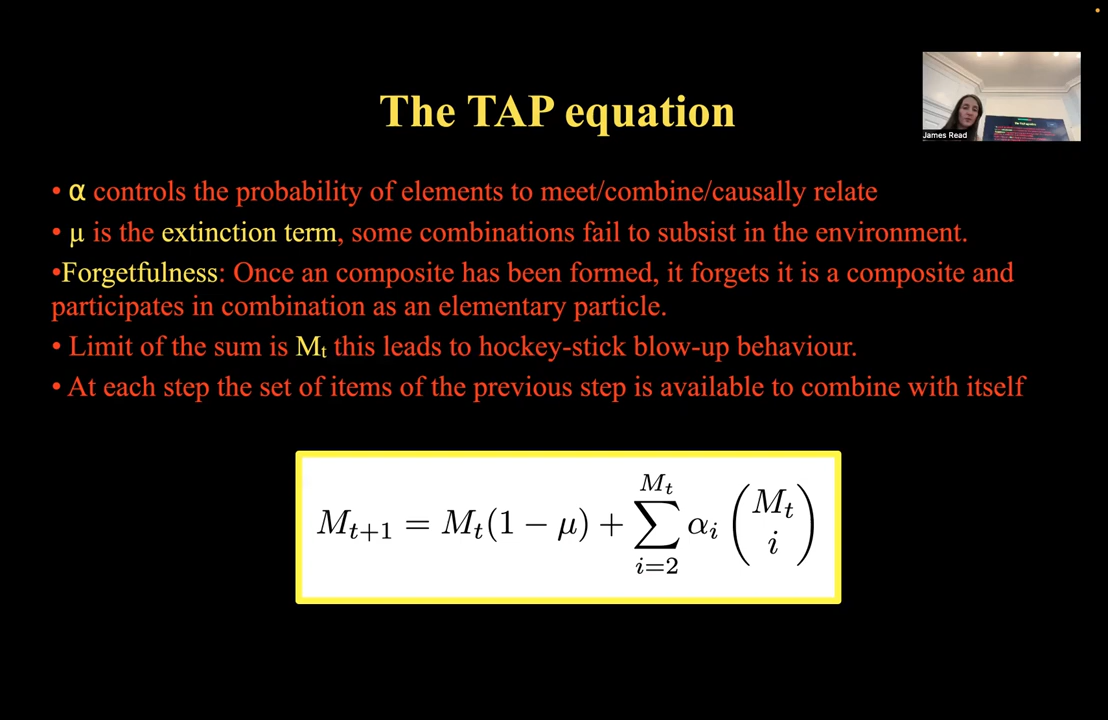 The TAP equation
James Read
• α controls the probability of elements to meet/combine/causally relate
• μ is the extinction term, some combinations fail to subsist in the environment.
•Forgetfulness: Once an composite has been formed, it forgets it is a composite and
participates in combination as an elementary particle.
• Limit of the sum is Mₜ this leads to hockey-stick blow-up behaviour.
• At each step the set of items of the previous step is available to combine with itself
M_{t+1} = M_t(1 − μ) + \sum_{i=2}^{M_t} α_i \binom{M_t}{i}